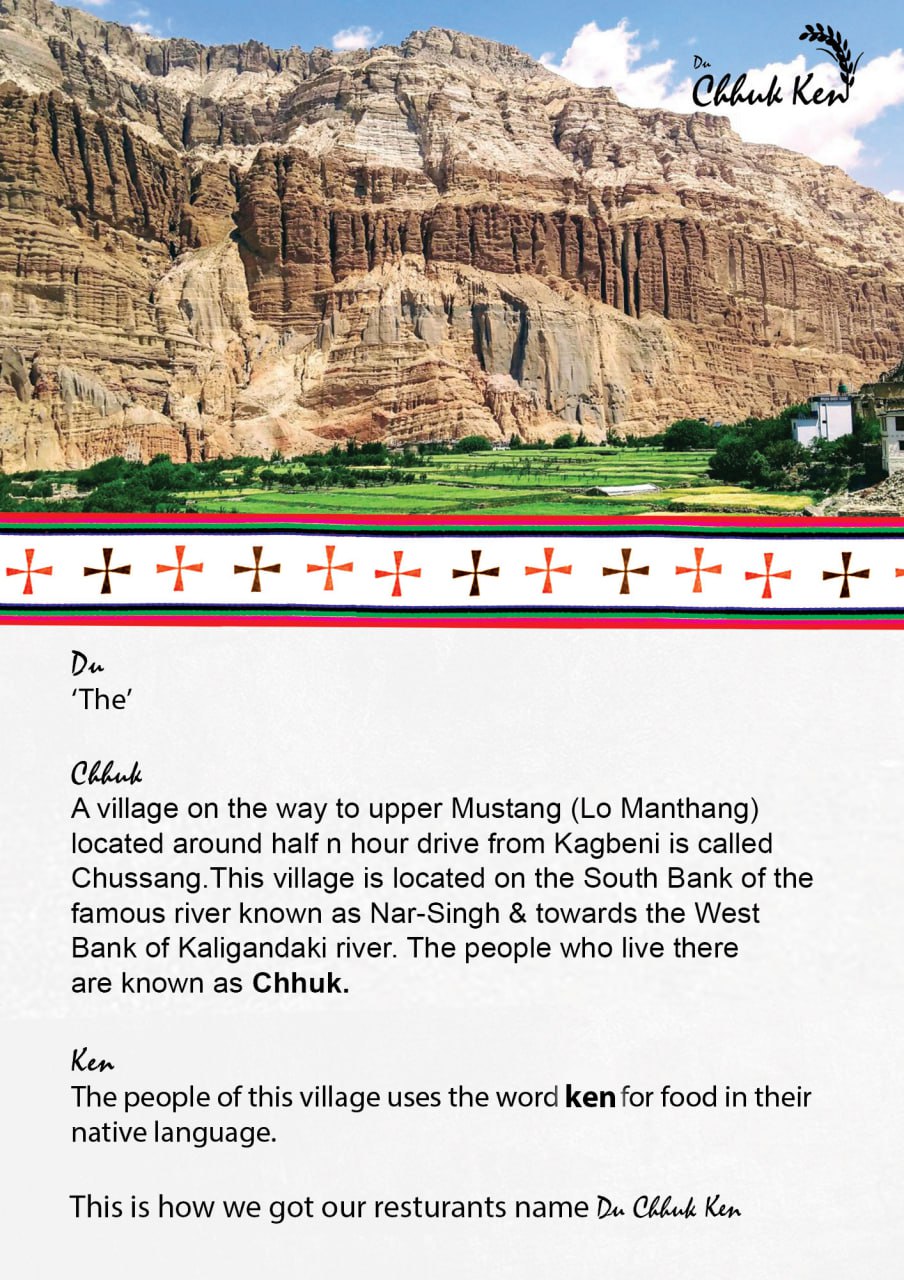 Du
Chhuk Ken
Du
‘The’
Chhuk
A village on the way to upper Mustang (Lo Manthang)
located around half n hour drive from Kagbeni is called
Chussang.This village is located on the South Bank of the
famous river known as Nar-Singh & towards the West
Bank of Kaligandaki river. The people who live there
are known as Chhuk.
Ken
The people of this village uses the word ken for food in their
native language.
This is how we got our resturants name Du Chhuk Ken